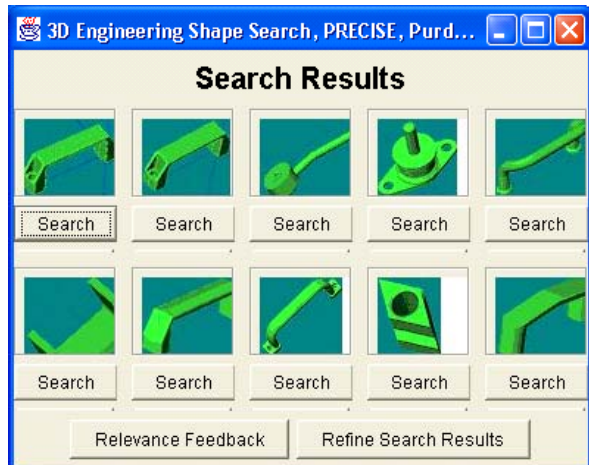 3D Engineering Shape Search, PRECISE, Purd...
Search Results
Search Search Search Search Search
Search Search Search Search Search
Relevance Feedback Refine Search Results